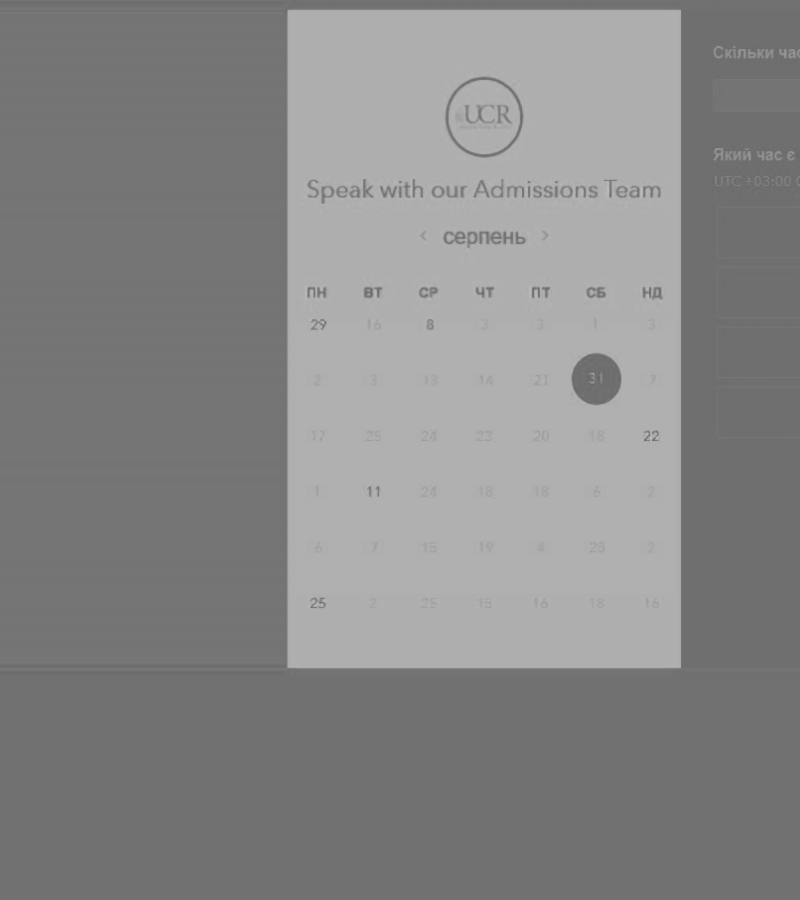 UCR
Speak with our Admissions Team
< серпень >
ПН ВТ СР ЧТ ПТ СБ НД
29 16 8 3 3 1 3
2 3 13 14 21 31 7
17 25 24 23 20 18 22
1 11 24 18 18 6 2
6 7 15 19 4 28 2
25 2 25 15 16 18 16
Скільки час
Який час є
UTC +03:00